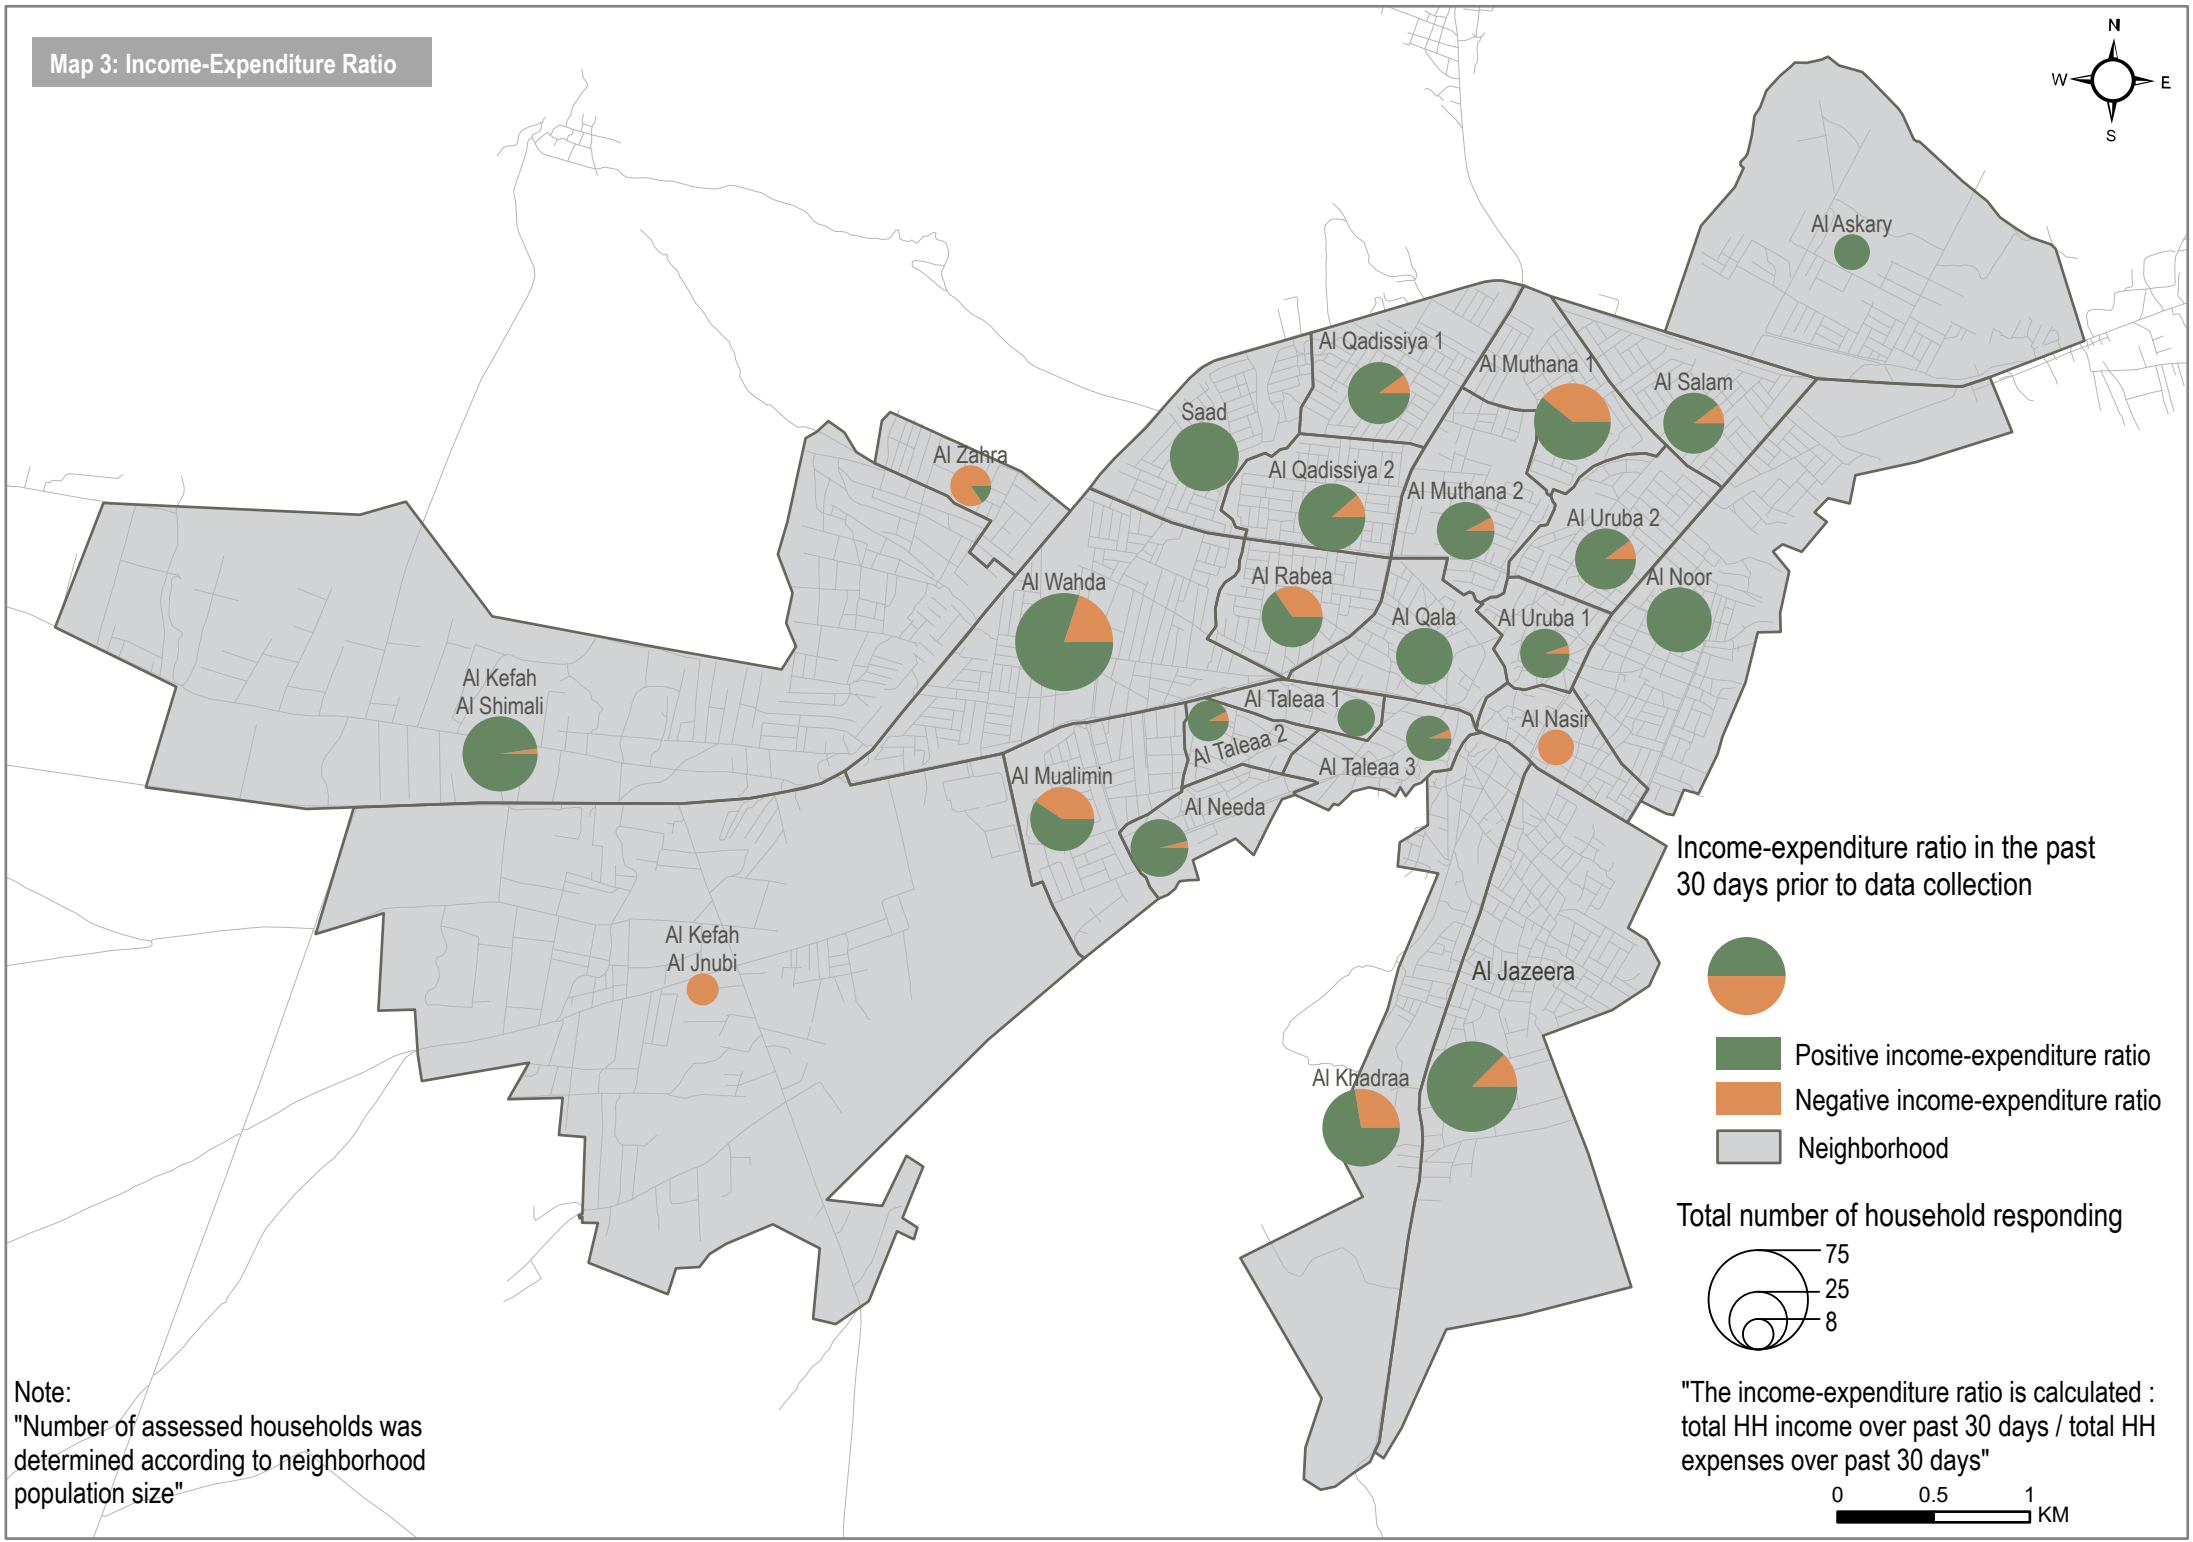 Map 3: Income-Expenditure Ratio
N
W
E
S
Al Askary
Al Qadissiya 1
Al Muthana 1
Al Salam
Saad
Al Zahra
Al Qadissiya 2
Al Muthana 2
Al Uruba 2
Al Wahda
Al Rabea
Al Noor
Al Qala
Al Uruba 1
Al Kefah
Al Shimali
Al Taleaa 1
Al Nasir
Al Taleaa 2
Al Taleaa 3
Al Mualimin
Al Needa
Al Kefah
Al Jnubi
Al Jazeera
Al Khadraa
Income-expenditure ratio in the past
30 days prior to data collection
Positive income-expenditure ratio
Negative income-expenditure ratio
Neighborhood
Total number of household responding
75
25
8
"The income-expenditure ratio is calculated :
total HH income over past 30 days / total HH
expenses over past 30 days"
0 0.5 1
KM
Note:
"Number of assessed households was
determined according to neighborhood
population size"